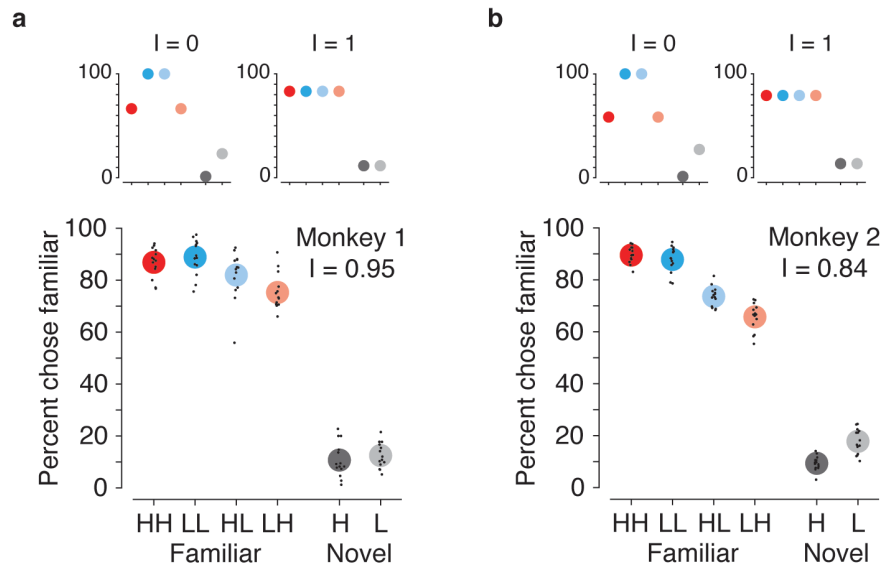 a
I = 0
I = 1
100
0
100
0
Percent chose familiar
100
80
60
40
20
0
Monkey 1
I = 0.95
HH LL HL LH H L
Familiar Novel
b
I = 0
I = 1
100
0
100
0
Percent chose familiar
100
80
60
40
20
0
Monkey 2
I = 0.84
HH LL HL LH H L
Familiar Novel